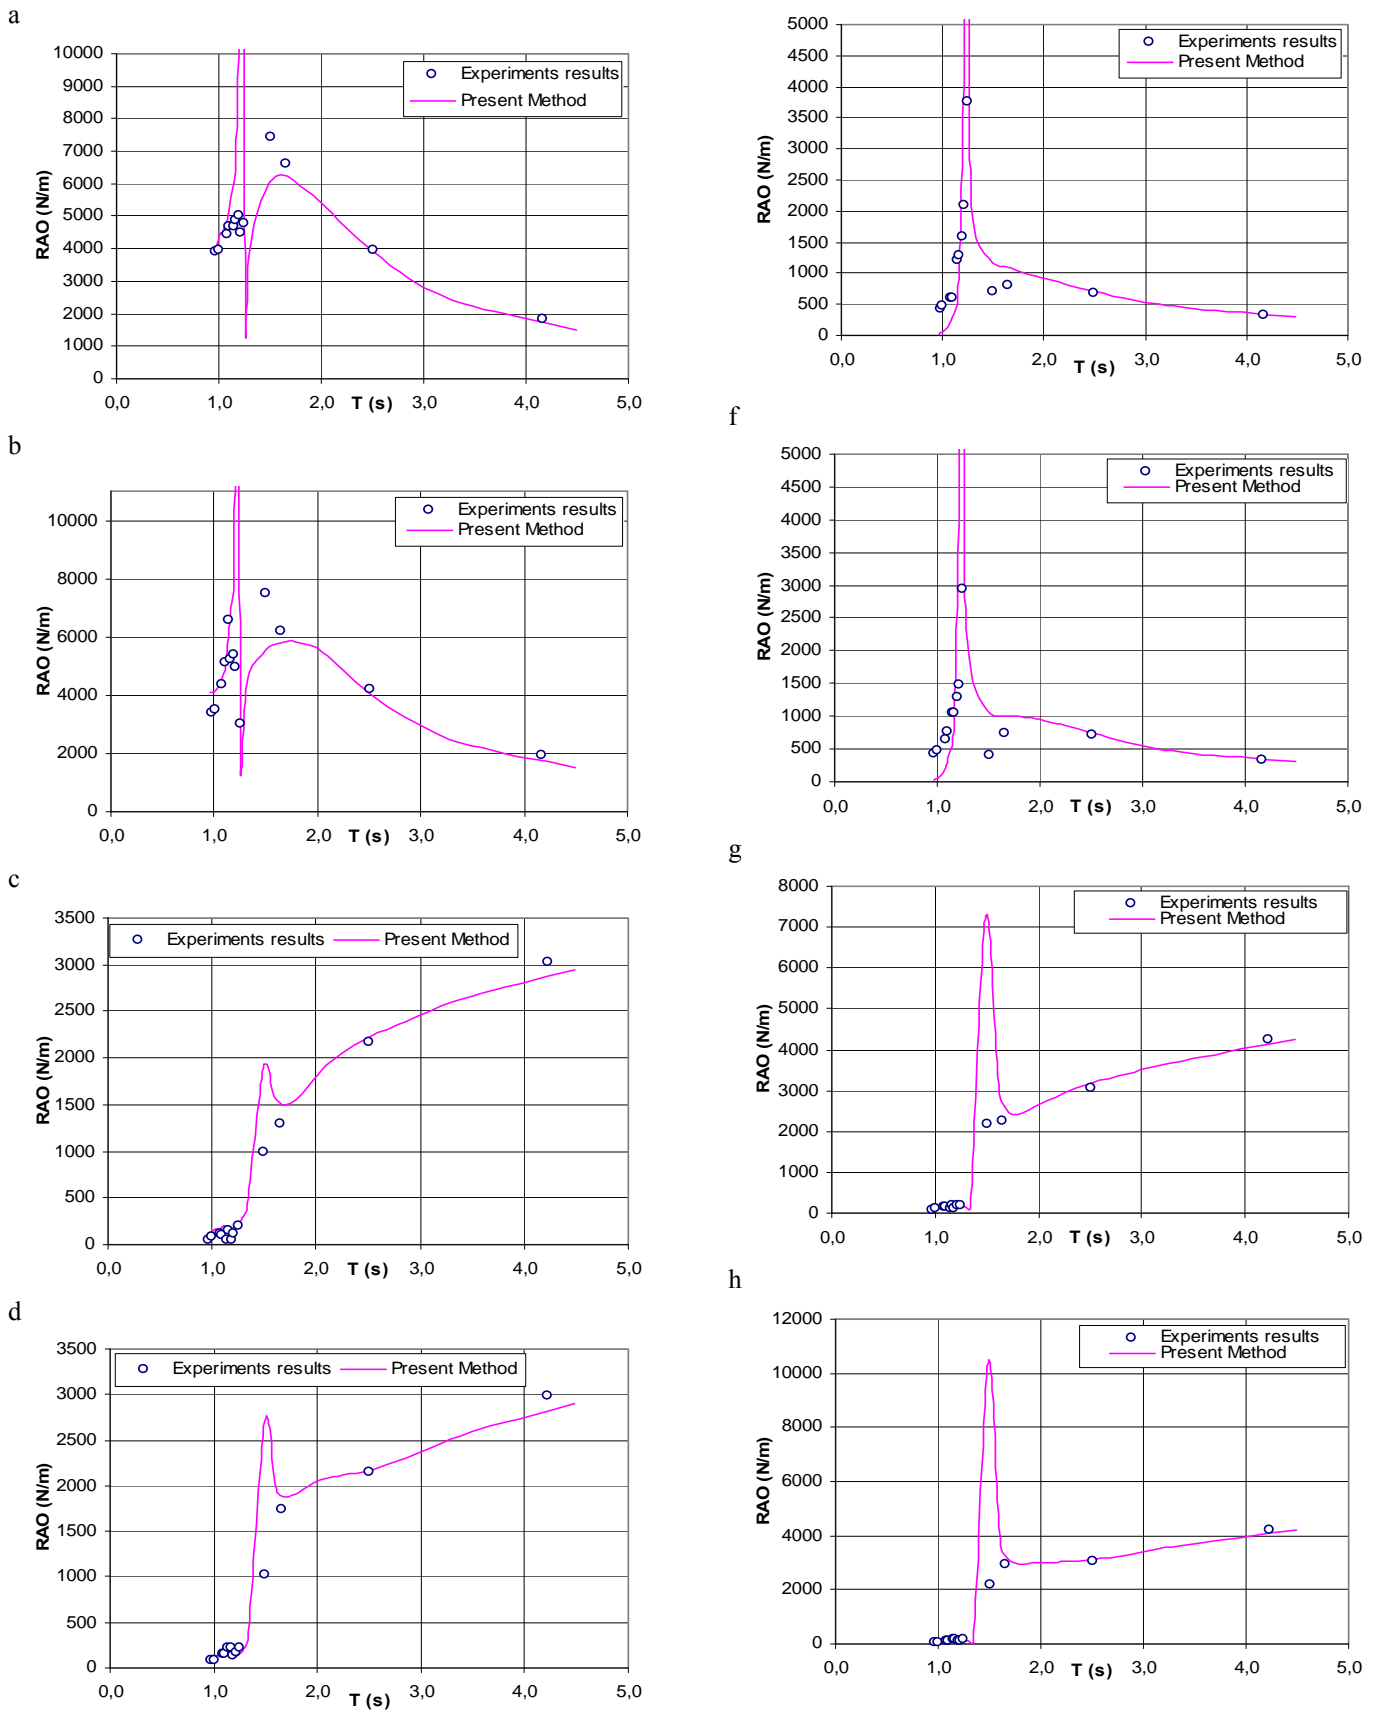 a
10000
9000
8000
7000
6000
5000
4000
3000
2000
1000
0
RAO (N/m)
Experiments results
Present Method
0,0 1,0 2,0 3,0 4,0 5,0
T (s)
b
10000
8000
6000
4000
2000
0
RAO (N/m)
Experiments results
Present Method
0,0 1,0 2,0 3,0 4,0 5,0
T (s)
c
3500
3000
2500
2000
1500
1000
500
0
RAO (N/m)
Experiments results Present Method
0,0 1,0 2,0 3,0 4,0 5,0
T (s)
d
3500
3000
2500
2000
1500
1000
500
0
RAO (N/m)
Experiments results Present Method
0,0 1,0 2,0 3,0 4,0 5,0
T (s)
5000
4500
4000
3500
3000
2500
2000
1500
1000
500
0
RAO (N/m)
Experiments results
Present Method
0,0 1,0 2,0 3,0 4,0 5,0
T (s)
f
5000
4500
4000
3500
3000
2500
2000
1500
1000
500
0
RAO (N/m)
Experiments results
Present Method
0,0 1,0 2,0 3,0 4,0 5,0
T (s)
g
8000
7000
6000
5000
4000
3000
2000
1000
0
RAO (N/m)
Experiments results
Present Method
0,0 1,0 2,0 3,0 4,0 5,0
T (s)
h
12000
10000
8000
6000
4000
2000
0
RAO (N/m)
Experiments results
Present Method
0,0 1,0 2,0 3,0 4,0 5,0
T (s)